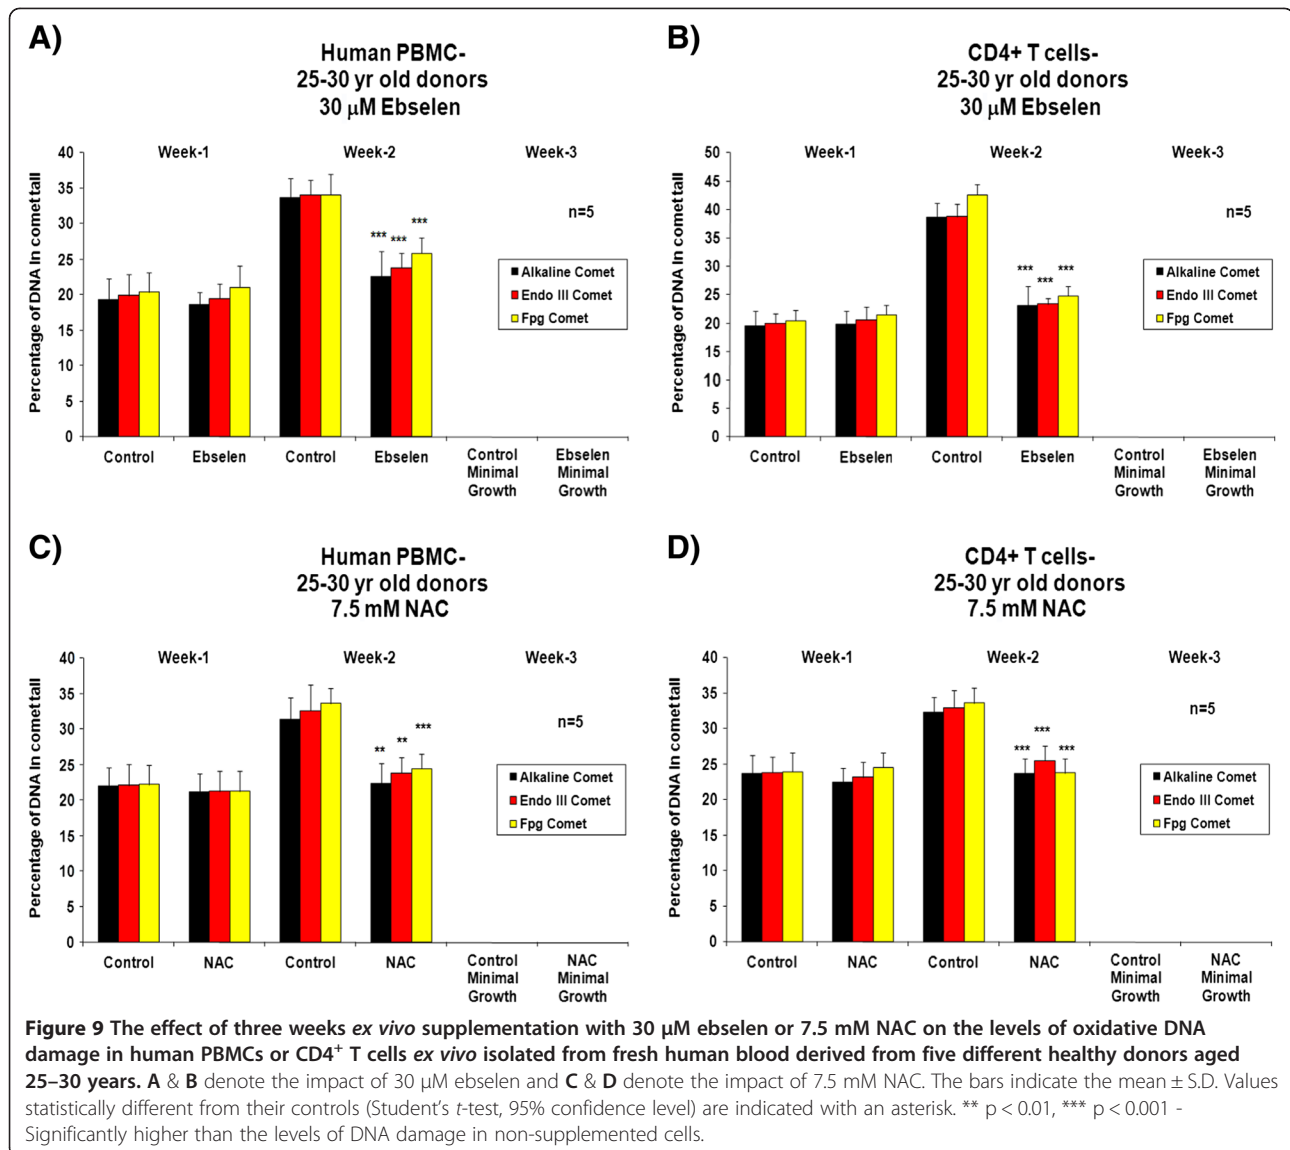 A)
Human PBMC-
25-30 yr old donors
30 µM Ebselen
Percentage of DNA in comet tail
40
35
30
25
20
15
10
5
0
Week-1
Week-2
Week-3
n=5
***
***
***
Alkaline Comet
Endo III Comet
Fpg Comet
Control
Ebselen
Control
Ebselen
Control
Minimal
Growth
Ebselen
Minimal
Growth
B)
CD4+ T cells-
25-30 yr old donors
30 µM Ebselen
Percentage of DNA in comet tail
50
45
40
35
30
25
20
15
10
5
0
Week-1
Week-2
Week-3
n=5
***
***
***
Alkaline Comet
Endo III Comet
Fpg Comet
Control
Ebselen
Control
Ebselen
Control
Minimal
Growth
Ebselen
Minimal
Growth
C)
Human PBMC-
25-30 yr old donors
7.5 mM NAC
Percentage of DNA in comet tail
40
35
30
25
20
15
10
5
0
Week-1
Week-2
Week-3
n=5
**
**
***
Alkaline Comet
Endo III Comet
Fpg Comet
Control
NAC
Control
NAC
Control
Minimal
Growth
NAC
Minimal
Growth
D)
CD4+ T cells-
25-30 yr old donors
7.5 mM NAC
Percentage of DNA in comet tail
40
35
30
25
20
15
10
5
0
Week-1
Week-2
Week-3
n=5
***
***
***
Alkaline Comet
Endo III Comet
Fpg Comet
Control
NAC
Control
NAC
Control
Minimal
Growth
NAC
Minimal
Growth
Figure 9 The effect of three weeks ex vivo supplementation with 30 µM ebselen or 7.5 mM NAC on the levels of oxidative DNA
damage in human PBMCs or CD4⁺ T cells ex vivo isolated from fresh human blood derived from five different healthy donors aged
25–30 years. A & B denote the impact of 30 µM ebselen and C & D denote the impact of 7.5 mM NAC. The bars indicate the mean ± S.D. Values
statistically different from their controls (Student's t-test, 95% confidence level) are indicated with an asterisk. ** p < 0.01, *** p < 0.001 -
Significantly higher than the levels of DNA damage in non-supplemented cells.